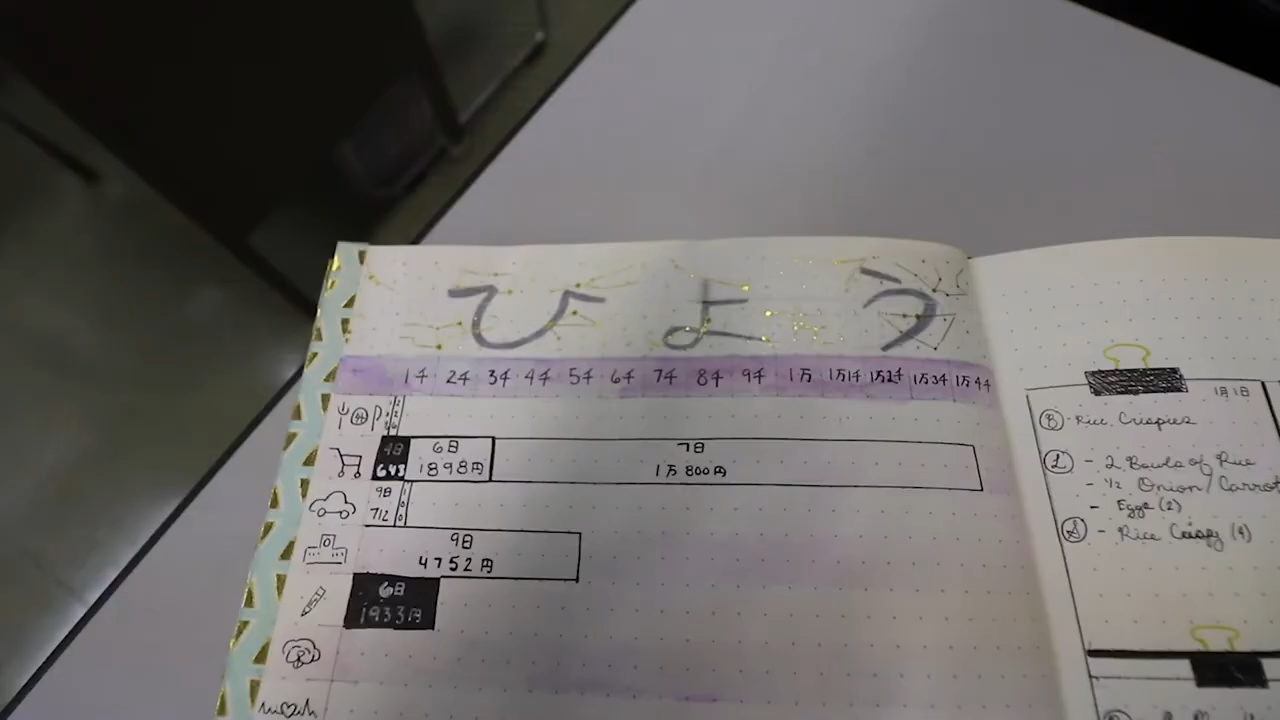 ひょう
1千 2千 3千 4千 5千 6千 7千 8千 9千 1万 1万1千 1万2千 1万3千 1万4千
4日 6日 7日
643 1898円 1万800円
9日
712
9日
4752円
6日
1933円
1月1日
B - Rice Crispies
L - 2 Bowls of Rice
- 1/2 Onion/Carrot
- Eggs (2)
- Rice Crispy (4)